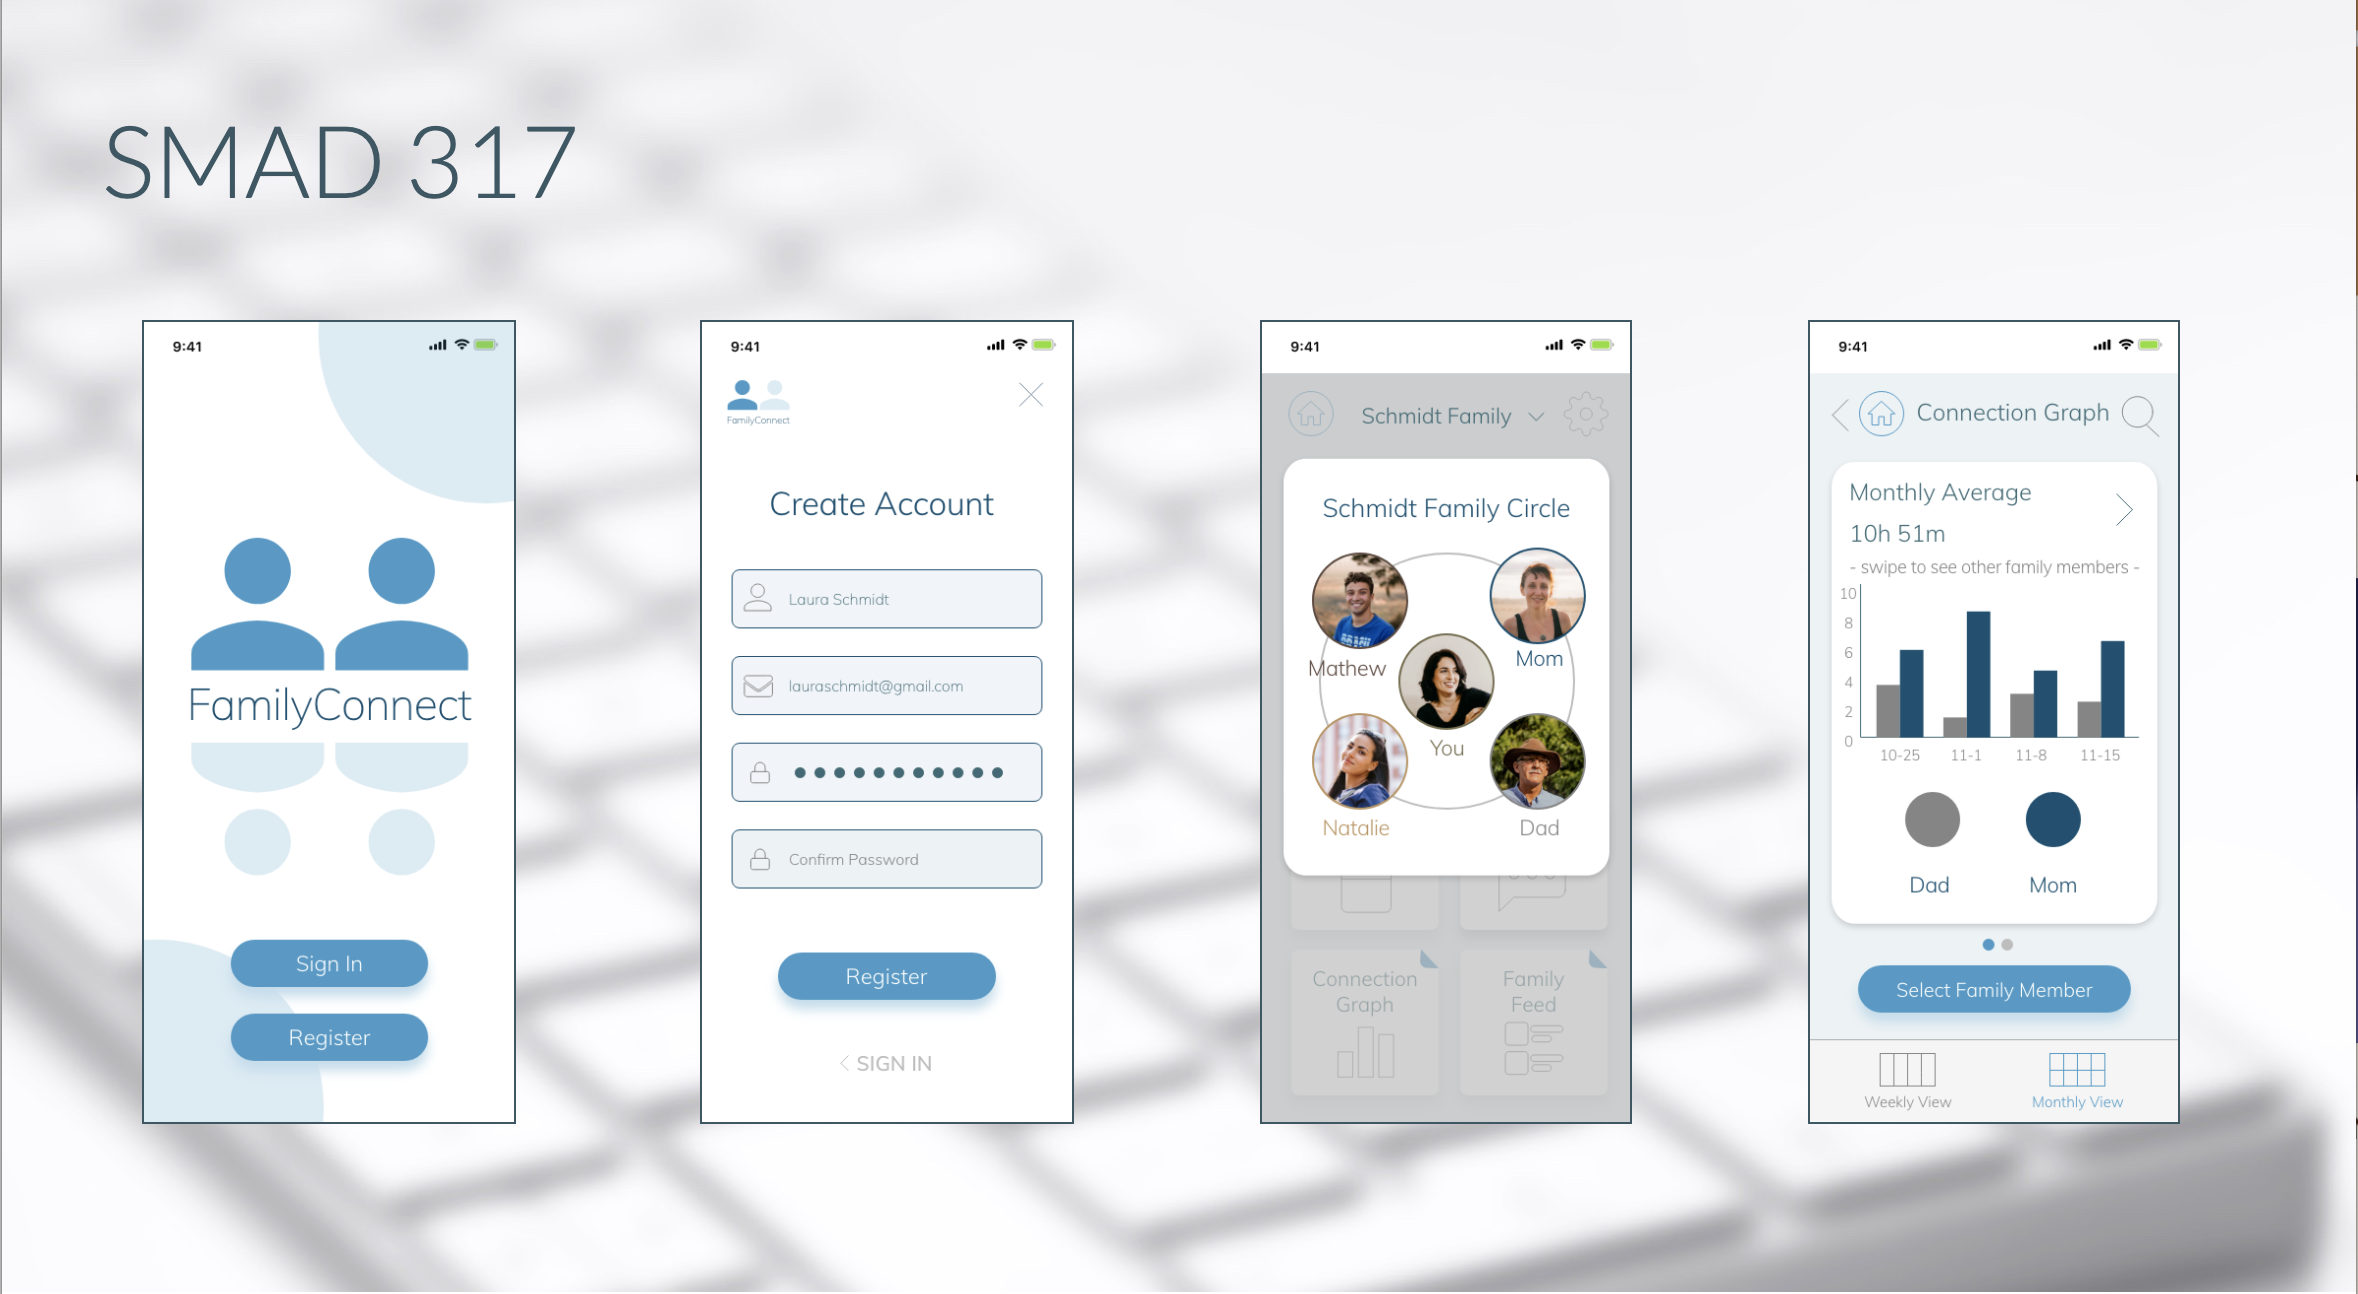 SMAD 317
9:41
FamilyConnect
Sign In
Register
9:41
FamilyConnect
Create Account
Laura Schmidt
lauraschmidt@gmail.com
Confirm Password
Register
< SIGN IN
9:41
Schmidt Family
Schmidt Family Circle
Mathew
Mom
You
Natalie
Dad
Connection
Graph
Family
Feed
9:41
Connection Graph
Monthly Average
10h 51m
- swipe to see other family members -
10
8
6
4
2
0
10-25 11-1 11-8 11-15
Dad Mom
Select Family Member
Weekly View Monthly View